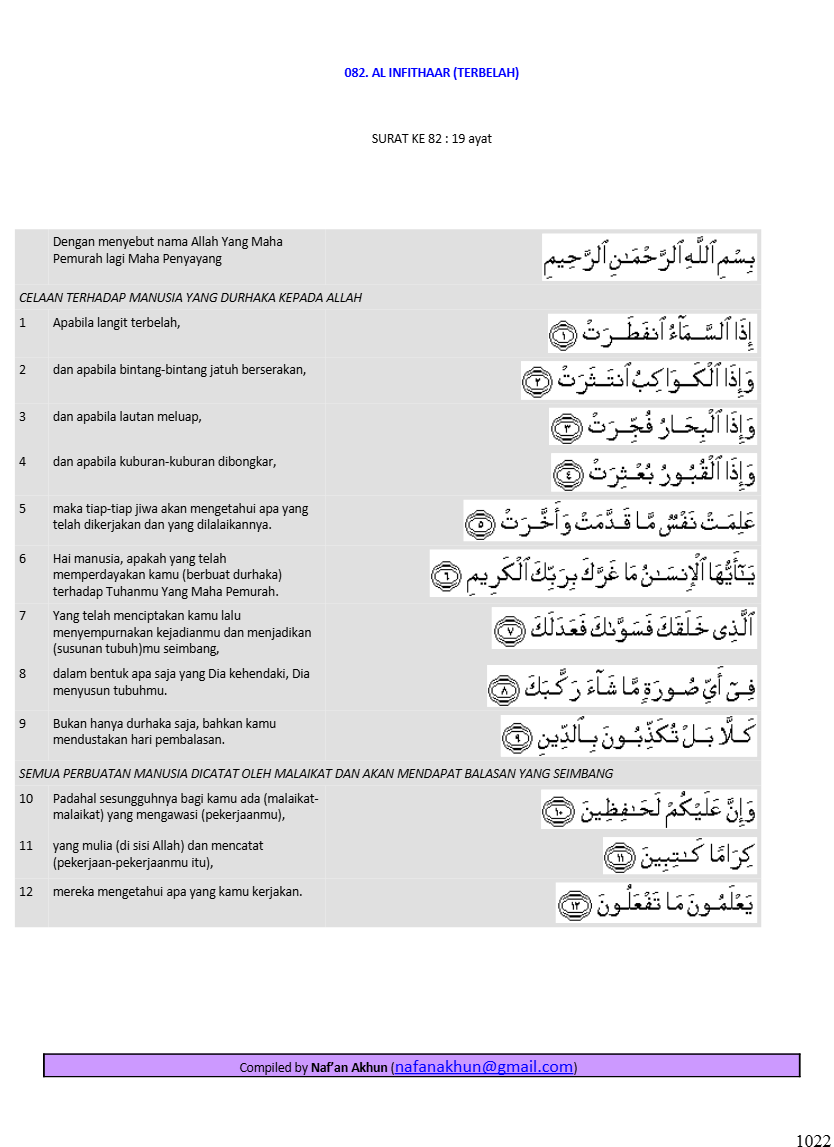 082. AL INFITHAAR (TERBELAH)
SURAT KE 82 : 19 ayat
Dengan menyebut nama Allah Yang Maha
Pemurah lagi Maha Penyayang
بِسْمِ ٱللَّهِ ٱلرَّحْمَـٰنِ ٱلرَّحِيمِ
CELAAN TERHADAP MANUSIA YANG DURHAKA KEPADA ALLAH
1 Apabila langit terbelah,
إِذَا ٱلسَّمَآءُ ٱنفَطَرَتْ ١
2 dan apabila bintang-bintang jatuh berserakan,
وَإِذَا ٱلْكَوَاكِبُ ٱنتَثَرَتْ ٢
3 dan apabila lautan meluap,
وَإِذَا ٱلْبِحَارُ فُجِّرَتْ ٣
4 dan apabila kuburan-kuburan dibongkar,
وَإِذَا ٱلْقُبُورُ بُعْثِرَتْ ٤
5 maka tiap-tiap jiwa akan mengetahui apa yang
telah dikerjakan dan yang dilalaikannya.
عَلِمَتْ نَفْسٌ مَّا قَدَّمَتْ وَأَخَّرَتْ ٥
6 Hai manusia, apakah yang telah
memperdayakan kamu (berbuat durhaka)
terhadap Tuhanmu Yang Maha Pemurah.
يَـٰٓأَيُّهَا ٱلْإِنسَـٰنُ مَا غَرَّكَ بِرَبِّكَ ٱلْكَرِيمِ ٦
7 Yang telah menciptakan kamu lalu
menyempurnakan kejadianmu dan menjadikan
(susunan tubuh)mu seimbang,
ٱلَّذِى خَلَقَكَ فَسَوَّىٰكَ فَعَدَلَكَ ٧
8 dalam bentuk apa saja yang Dia kehendaki, Dia
menyusun tubuhmu.
فِىٓ أَىِّ صُورَةٍ مَّا شَآءَ رَكَّبَكَ ٨
9 Bukan hanya durhaka saja, bahkan kamu
mendustakan hari pembalasan.
كَلَّا بَلْ تُكَذِّبُونَ بِٱلدِّينِ ٩
SEMUA PERBUATAN MANUSIA DICATAT OLEH MALAIKAT DAN AKAN MENDAPAT BALASAN YANG SEIMBANG
10 Padahal sesungguhnya bagi kamu ada (malaikat-
malaikat) yang mengawasi (pekerjaanmu),
وَإِنَّ عَلَيْكُمْ لَحَـٰفِظِينَ ١٠
11 yang mulia (di sisi Allah) dan mencatat
(pekerjaan-pekerjaanmu itu),
كِرَامًا كَـٰتِبِينَ ١١
12 mereka mengetahui apa yang kamu kerjakan.
يَعْلَمُونَ مَا تَفْعَلُونَ ١٢
Compiled by Naf’an Akhun (nafanakhun@gmail.com)
1022